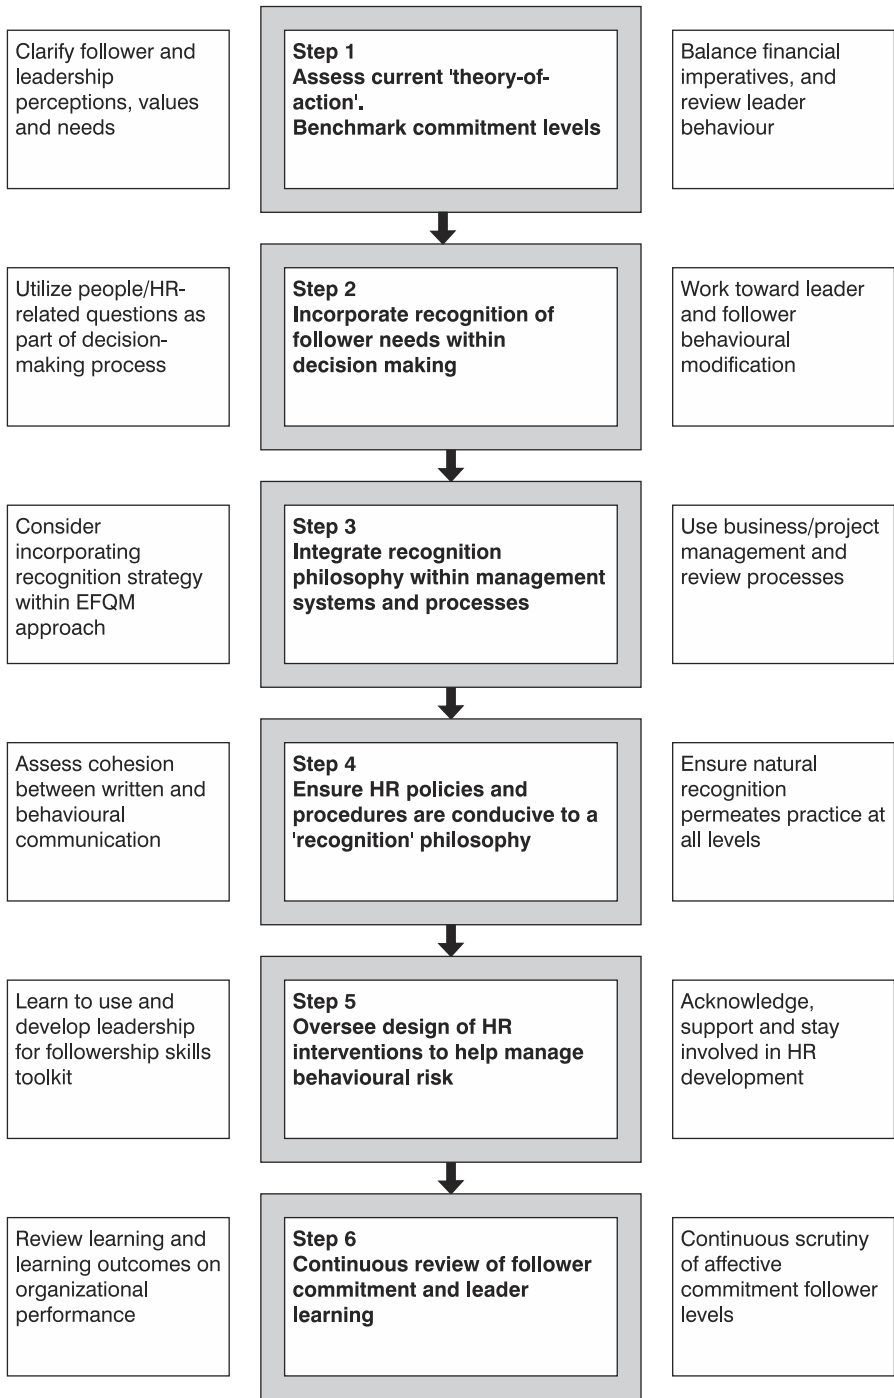 Clarify follower and
leadership
perceptions, values
and needs
Step 1
Assess current 'theory-of-
action'.
Benchmark commitment levels
Balance financial
imperatives, and
review leader
behaviour
Utilize people/HR-
related questions as
part of decision-
making process
Step 2
Incorporate recognition of
follower needs within
decision making
Work toward leader
and follower
behavioural
modification
Consider
incorporating
recognition strategy
within EFQM
approach
Step 3
Integrate recognition
philosophy within management
systems and processes
Use business/project
management and
review processes
Assess cohesion
between written and
behavioural
communication
Step 4
Ensure HR policies and
procedures are conducive to a
'recognition' philosophy
Ensure natural
recognition
permeates practice at
all levels
Learn to use and
develop leadership
for followership skills
toolkit
Step 5
Oversee design of HR
interventions to help manage
behavioural risk
Acknowledge,
support and stay
involved in HR
development
Review learning and
learning outcomes on
organizational
performance
Step 6
Continuous review of follower
commitment and leader
learning
Continuous scrutiny
of affective
commitment follower
levels